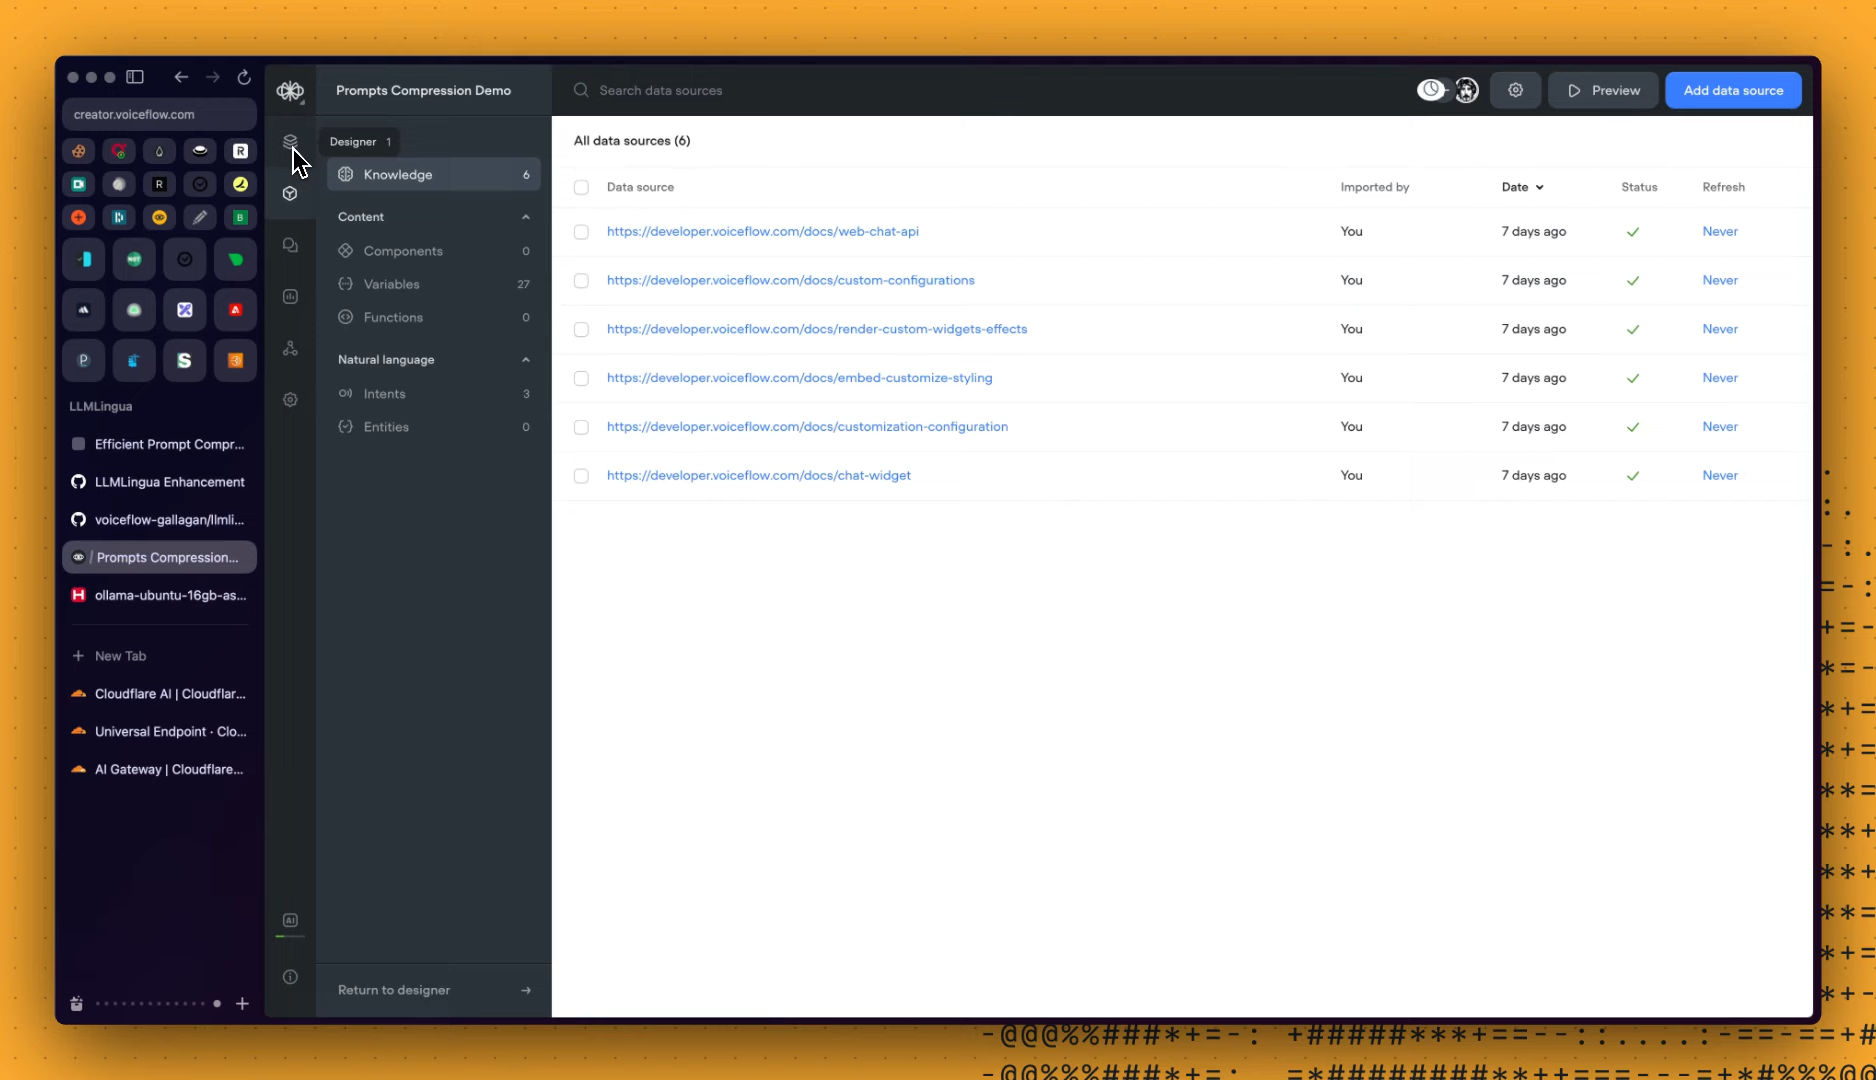 creator.voiceflow.com
LLMLingua
Efficient Prompt Compr...
LLMLingua Enhancement
voiceflow-gallagan/llmli...
/ Prompts Compression...
ollama-ubuntu-16gb-as...
+ New Tab
Cloudflare AI | Cloudflar...
Universal Endpoint · Clo...
AI Gateway | Cloudflare...
Prompts Compression Demo
Designer 1
Knowledge 6
Content
Components 0
Variables 27
Functions 0
Natural language
Intents 3
Entities 0
Return to designer →
Search data sources
Preview
Add data source
All data sources (6)
Data source Imported by Date Status Refresh
https://developer.voiceflow.com/docs/web-chat-api You 7 days ago Never
https://developer.voiceflow.com/docs/custom-configurations You 7 days ago Never
https://developer.voiceflow.com/docs/render-custom-widgets-effects You 7 days ago Never
https://developer.voiceflow.com/docs/embed-customize-styling You 7 days ago Never
https://developer.voiceflow.com/docs/customization-configuration You 7 days ago Never
https://developer.voiceflow.com/docs/chat-widget You 7 days ago Never